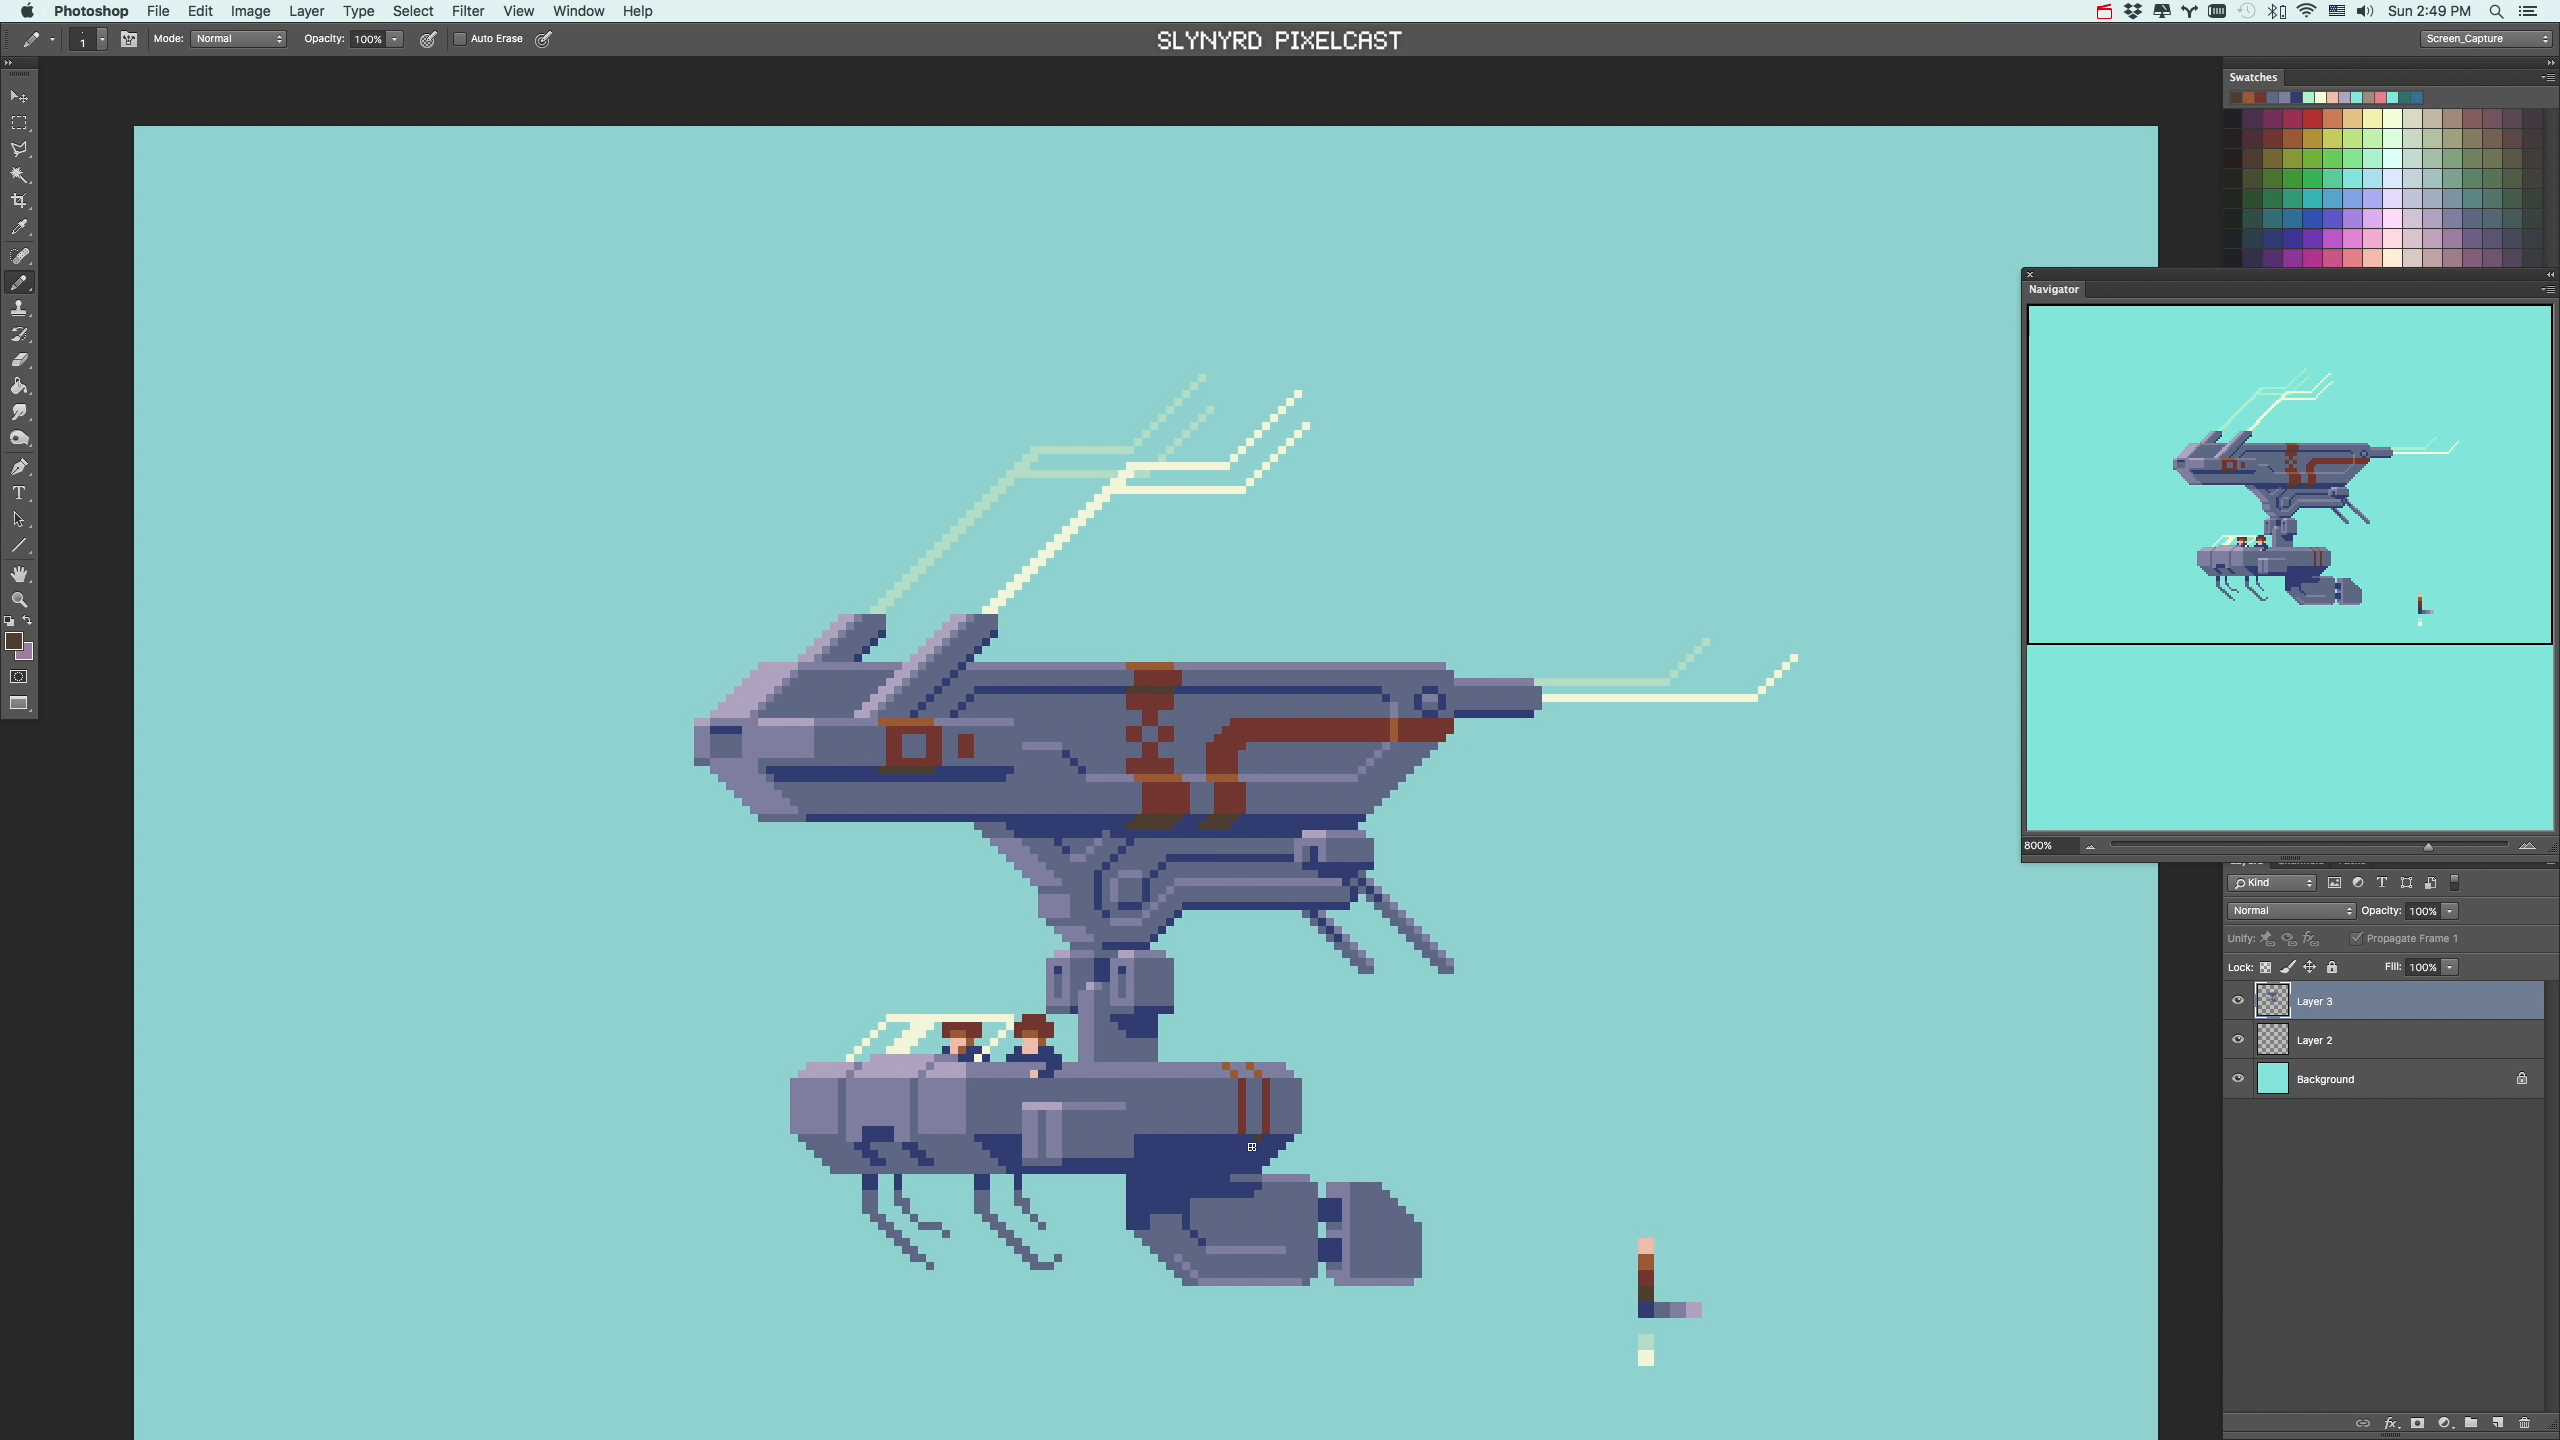 Photoshop File Edit Image Layer Type Select Filter View Window Help Sun 2:49 PM
1 Mode: Normal Opacity: 100% Auto Erase SLYNYRD PIXELCAST Screen_Capture
Swatches
Navigator
800%
Kind
Normal Opacity: 100%
Unify: Propagate Frame 1
Lock: Fill: 100%
Layer 3
Layer 2
Background